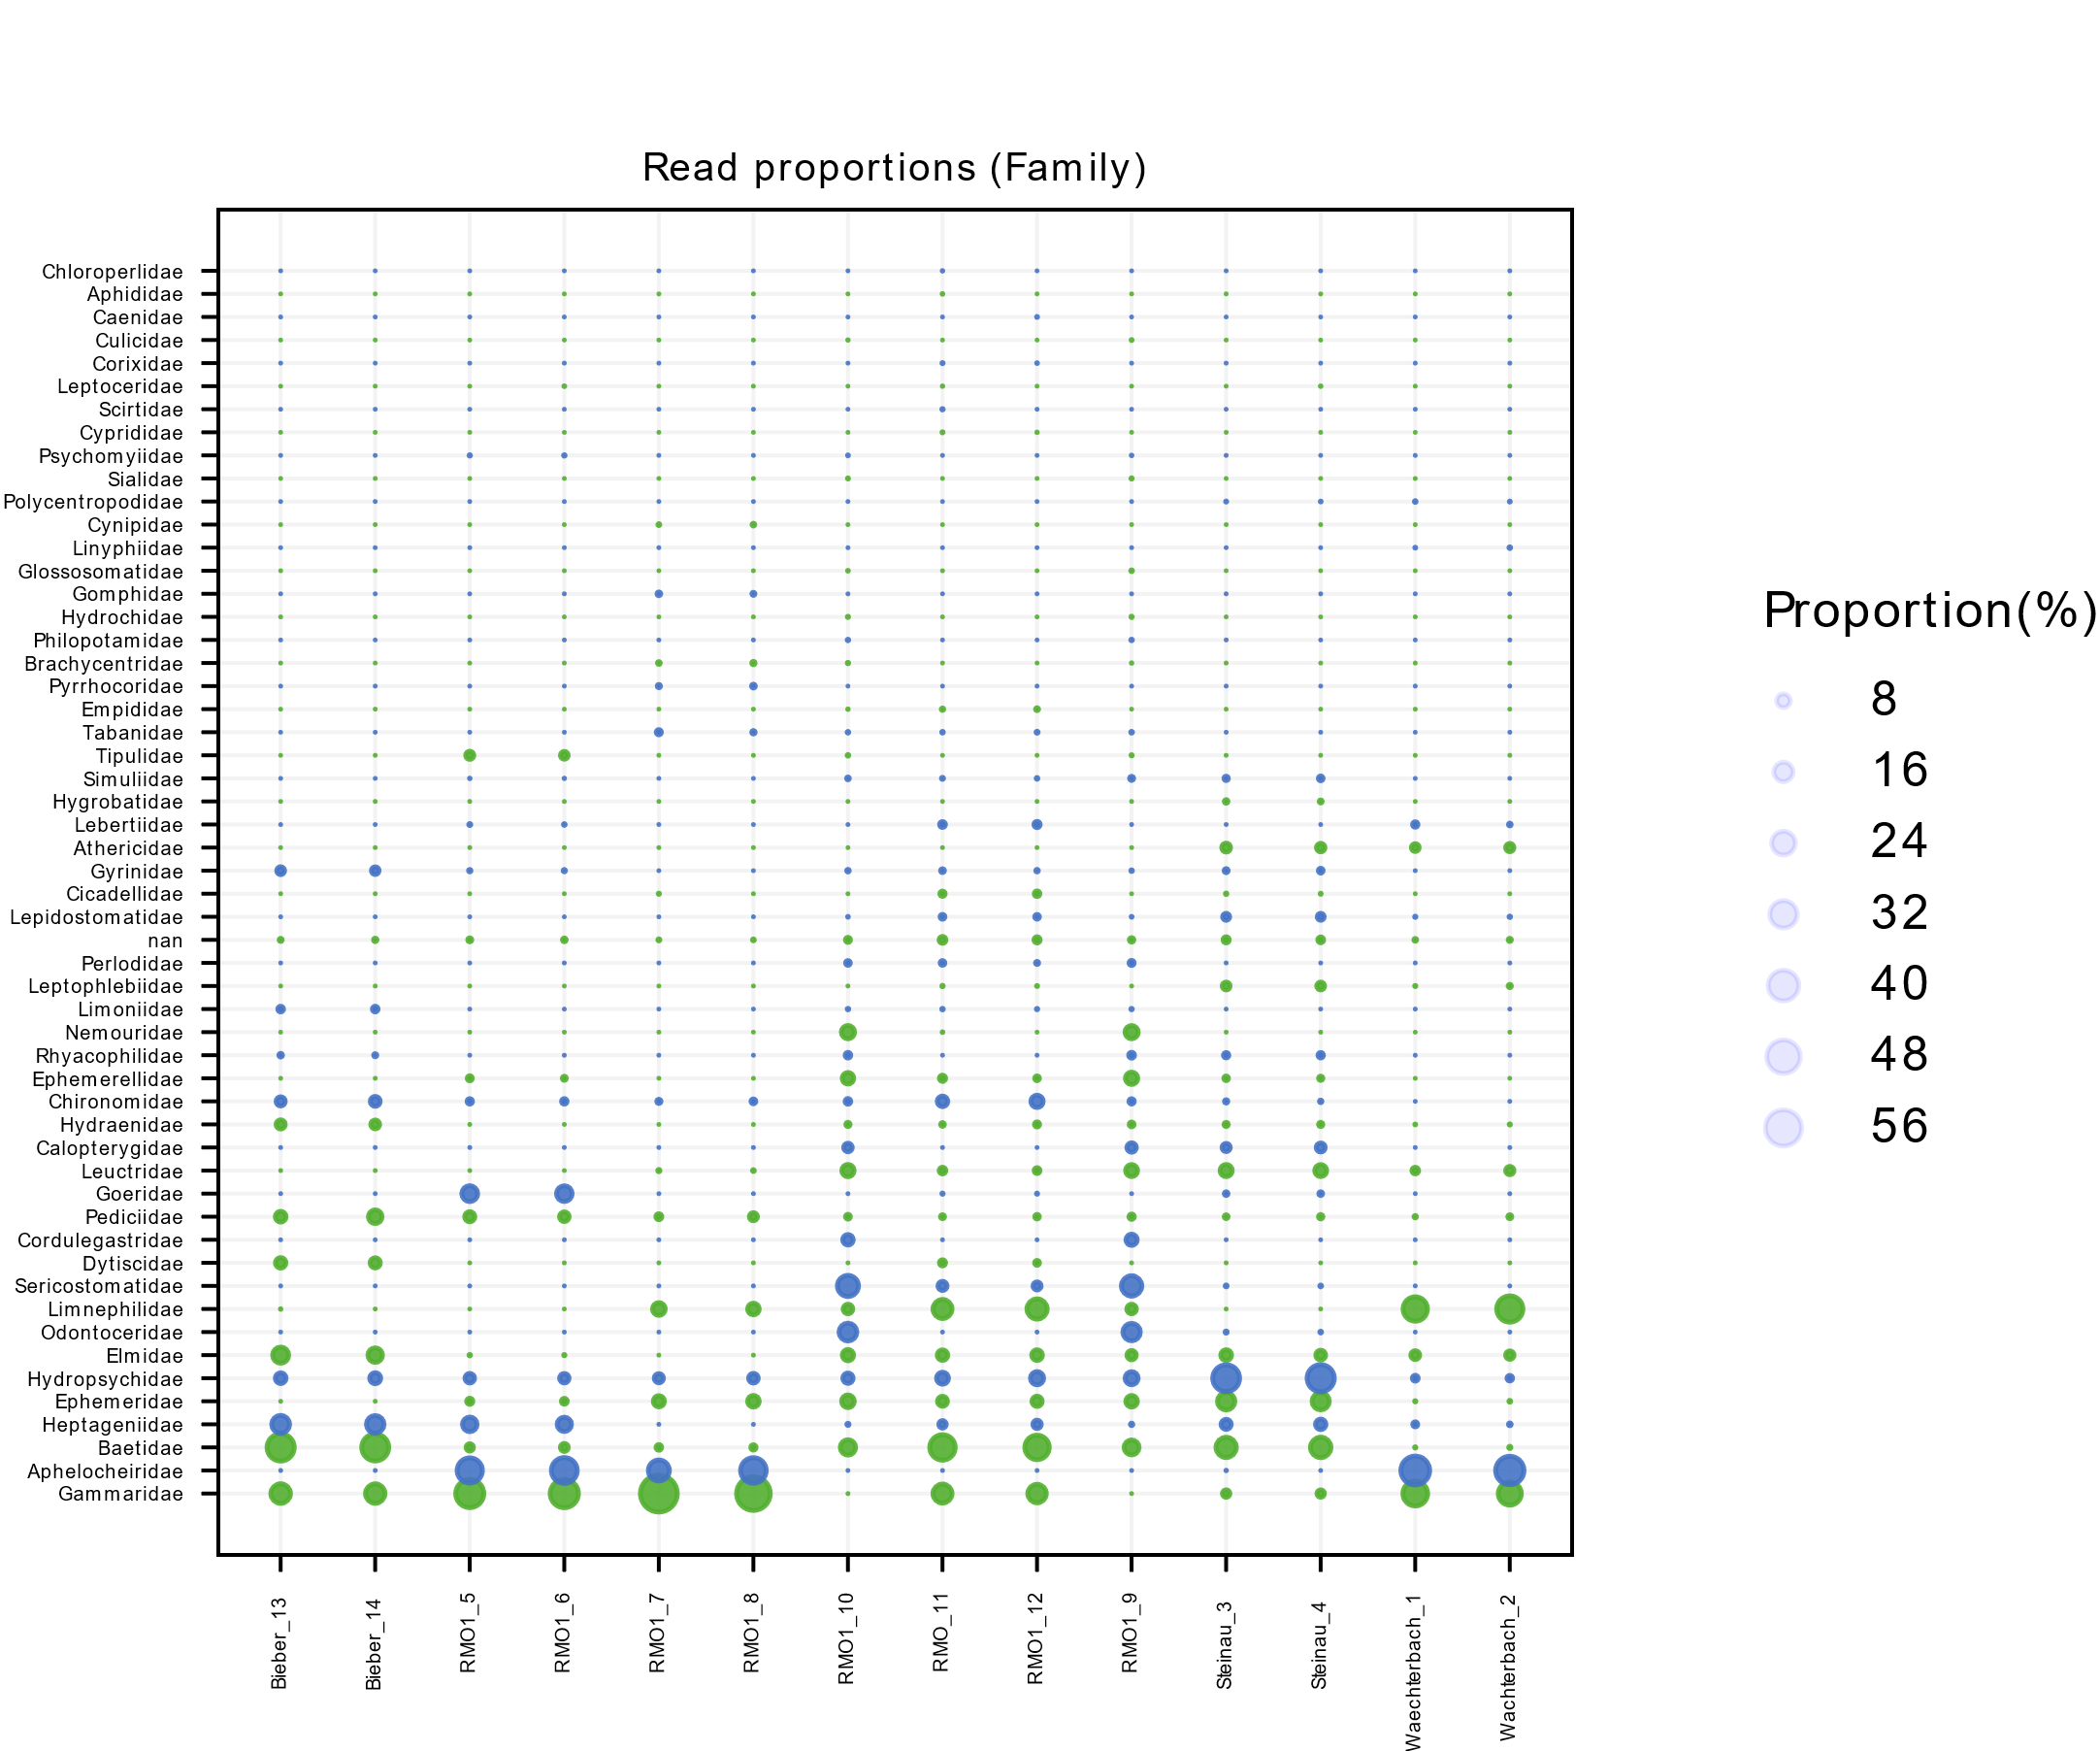 Read proportions (Family)
Chloroperlidae
Aphididae
Caenidae
Culicidae
Corixidae
Leptoceridae
Scirtidae
Cyprididae
Psychomyiidae
Sialidae
Polycentropodidae
Cynipidae
Linyphiidae
Glossosomatidae
Gomphidae
Hydrochidae
Philopotamidae
Brachycentridae
Pyrrhocoridae
Empididae
Tabanidae
Tipulidae
Simuliidae
Hygrobatidae
Lebertiidae
Athericidae
Gyrinidae
Cicadellidae
Lepidostomatidae
nan
Perlodidae
Leptophlebiidae
Limoniidae
Nemouridae
Rhyacophilidae
Ephemerellidae
Chironomidae
Hydraenidae
Calopterygidae
Leuctridae
Goeridae
Pediciidae
Cordulegastridae
Dytiscidae
Sericostomatidae
Limnephilidae
Odontoceridae
Elmidae
Hydropsychidae
Ephemeridae
Heptageniidae
Baetidae
Aphelocheiridae
Gammaridae
Bieber_13
Bieber_14
RMO1_5
RMO1_6
RMO1_7
RMO1_8
RMO1_10
RMO_11
RMO1_12
RMO1_9
Steinau_3
Steinau_4
Waechterbach_1
Wachterbach_2
Proportion(%)
8
16
24
32
40
48
56